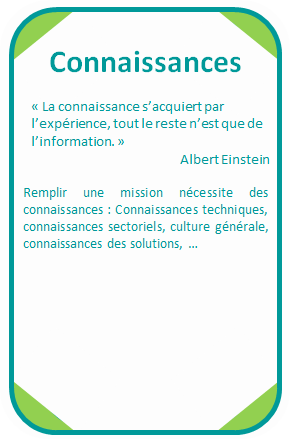 Connaissances
« La connaissance s’acquiert par
l’expérience, tout le reste n’est que de
l’information. »
Albert Einstein
Remplir une mission nécessite des
connaissances : Connaissances techniques,
connaissances sectoriels, culture générale,
connaissances des solutions, ...